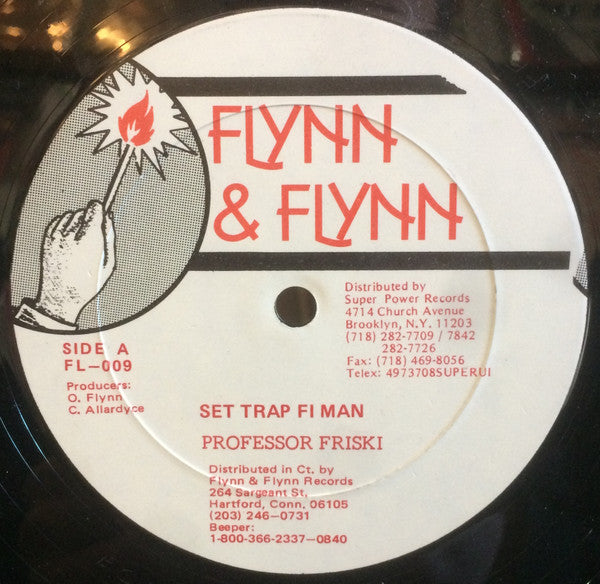 FLYNN
& FLYNN
Distributed by
Super Power Records
4714 Church Avenue
Brooklyn, N.Y. 11203
(718) 282-7709 / 7842
282-7726
Fax: (718) 469-8056
Telex: 4973708SUPERUI
SIDE A
FL-009
Producers:
O. Flynn
C. Allardyce
SET TRAP FI MAN
PROFESSOR FRISKI
Distributed in Ct. by
Flynn & Flynn Records
264 Sargeant St.
Hartford, Conn. 06105
(203) 246-0731
Beeper:
1-800-366-2337-0840